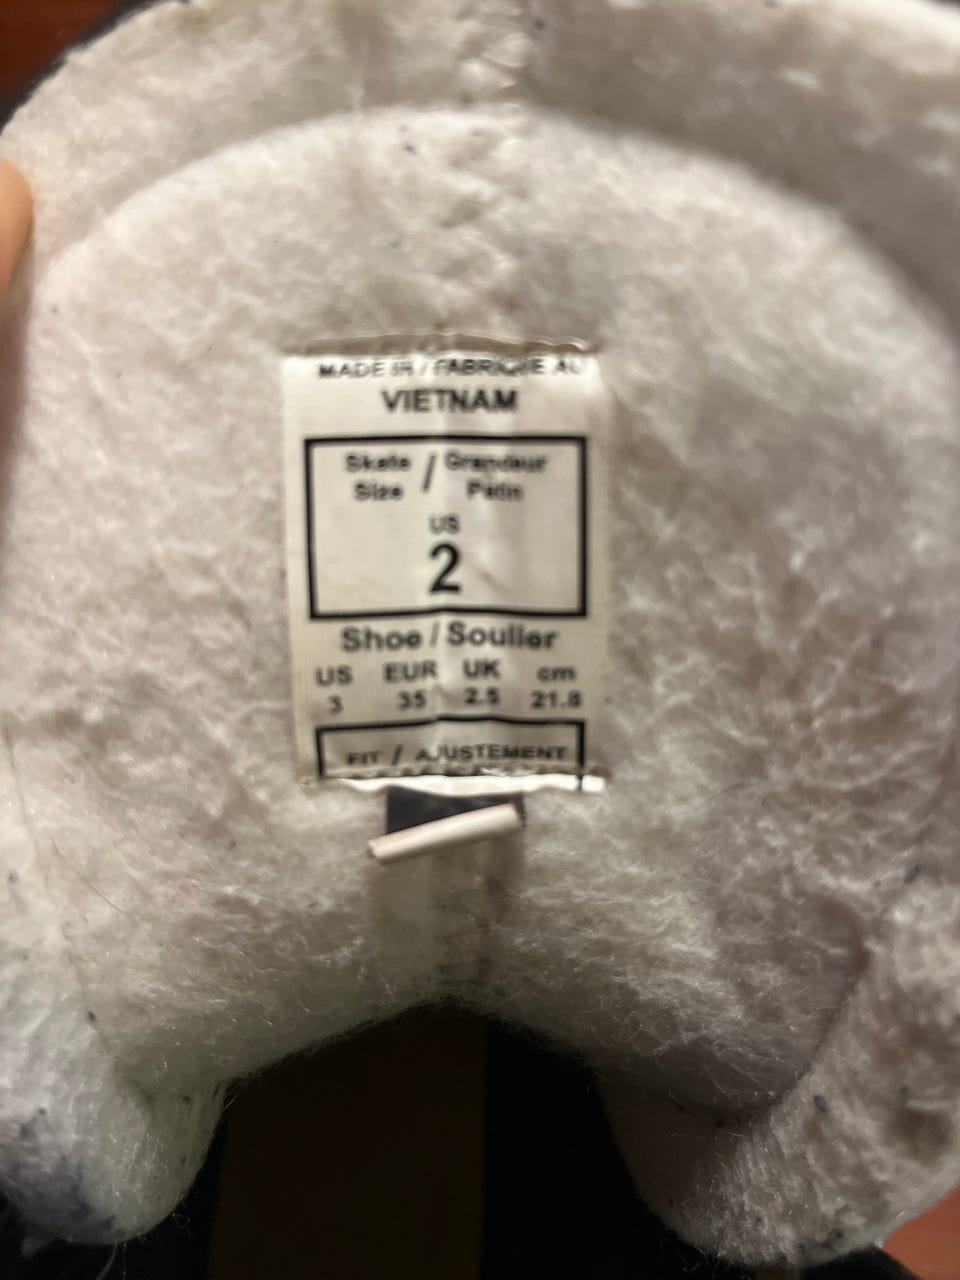 MADE IN / FABRIQUÉ AU
VIETNAM
Skate / Grandeur
Size Patin
US
2
Shoe / Soulier
US EUR UK cm
3 35 2.5 21.8
FIT / AJUSTEMENT